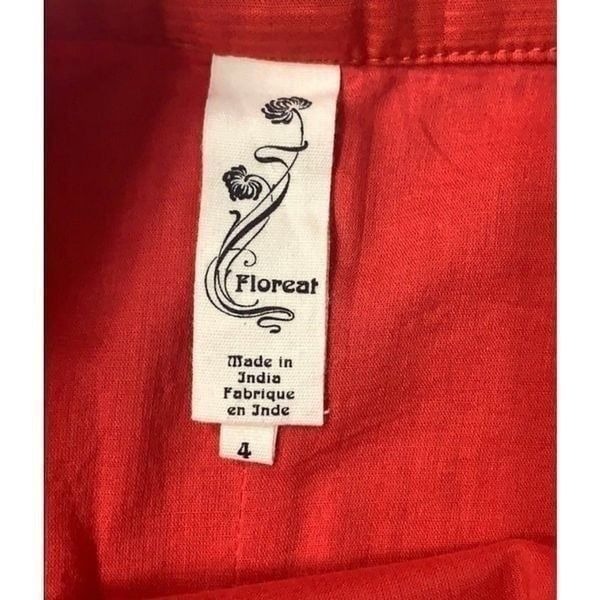 Floreat
Made in
India
Fabrique
en Inde
4